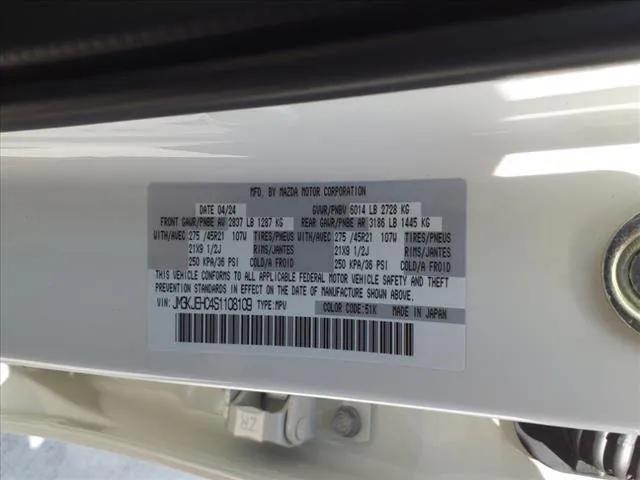 MFD. BY MAZDA MOTOR CORPORATION
DATE 04/24 GVWR/PNBV 6014 LB 2728 KG
FRONT GAWR/PNBE AV 2837 LB 1287 KG REAR GAWR/PNBE AR 3186 LB 1445 KG
WITH/AVEC 275 /45R21 107W TIRES/PNEUS WITH/AVEC 275 /45R21 107W TIRES/PNEUS
21X9 1/2J RIMS/JANTES 21X9 1/2J RIMS/JANTES
250 KPA/36 PSI COLD/A FROID 250 KPA/36 PSI COLD/A FROID
THIS VEHICLE CONFORMS TO ALL APPLICABLE FEDERAL MOTOR VEHICLE SAFETY AND THEFT
PREVENTION STANDARDS IN EFFECT ON THE DATE OF MANUFACTURE SHOWN ABOVE.
VIN: JM3KJEHC4S1108109 TYPE:MPV COLOR CODE:51K MADE IN JAPAN
ZR